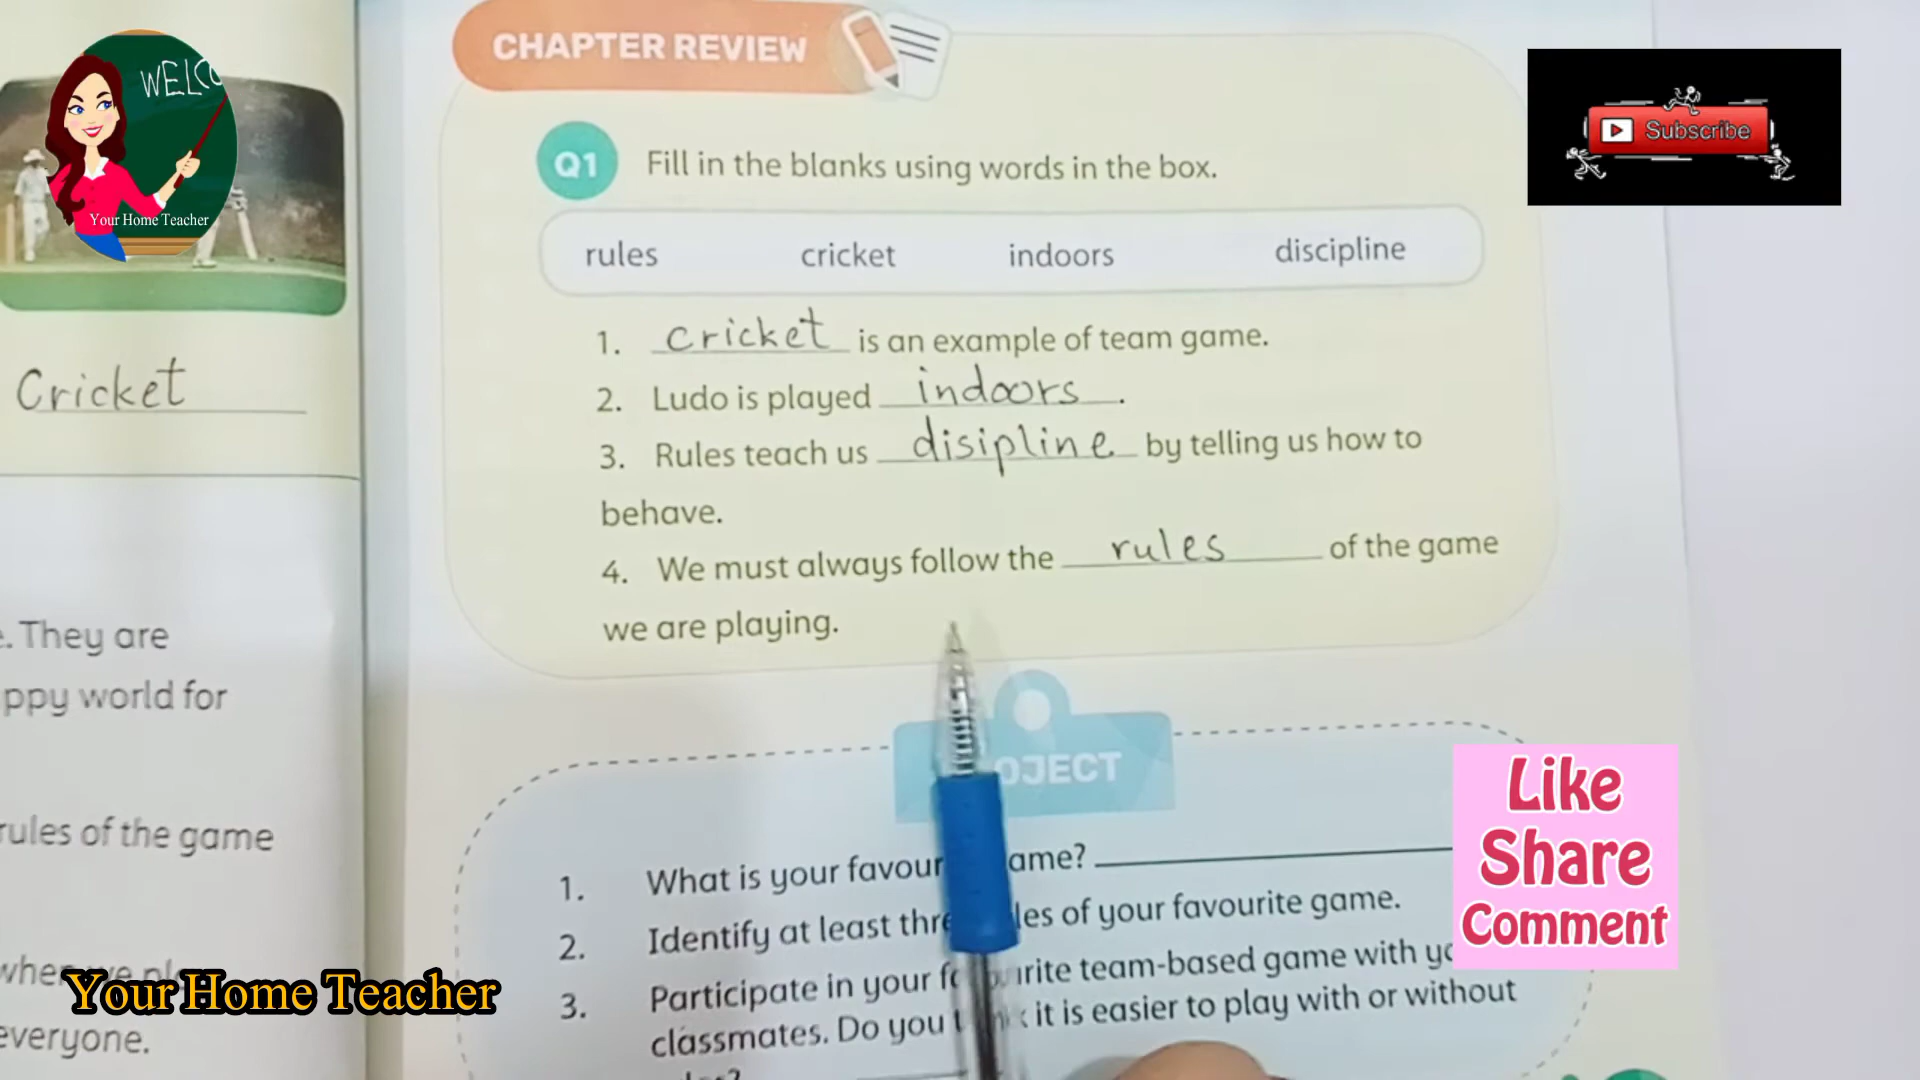 WELCO
Your Home Teacher
Cricket
e. They are
ppy world for
rules of the game
everyone.
CHAPTER REVIEW
Q1 Fill in the blanks using words in the box.
rules cricket indoors discipline
1. cricket is an example of team game.
2. Ludo is played indoors.
3. Rules teach us disipline by telling us how to
behave.
4. We must always follow the rules of the game
we are playing.
OJECT
1. What is your favour ame?
2. Identify at least thre les of your favourite game.
3. Participate in your fa urite team-based game with yo
classmates. Do you t k it is easier to play with or without
Subscribe
Like
Share
Comment
Your Home Teacher